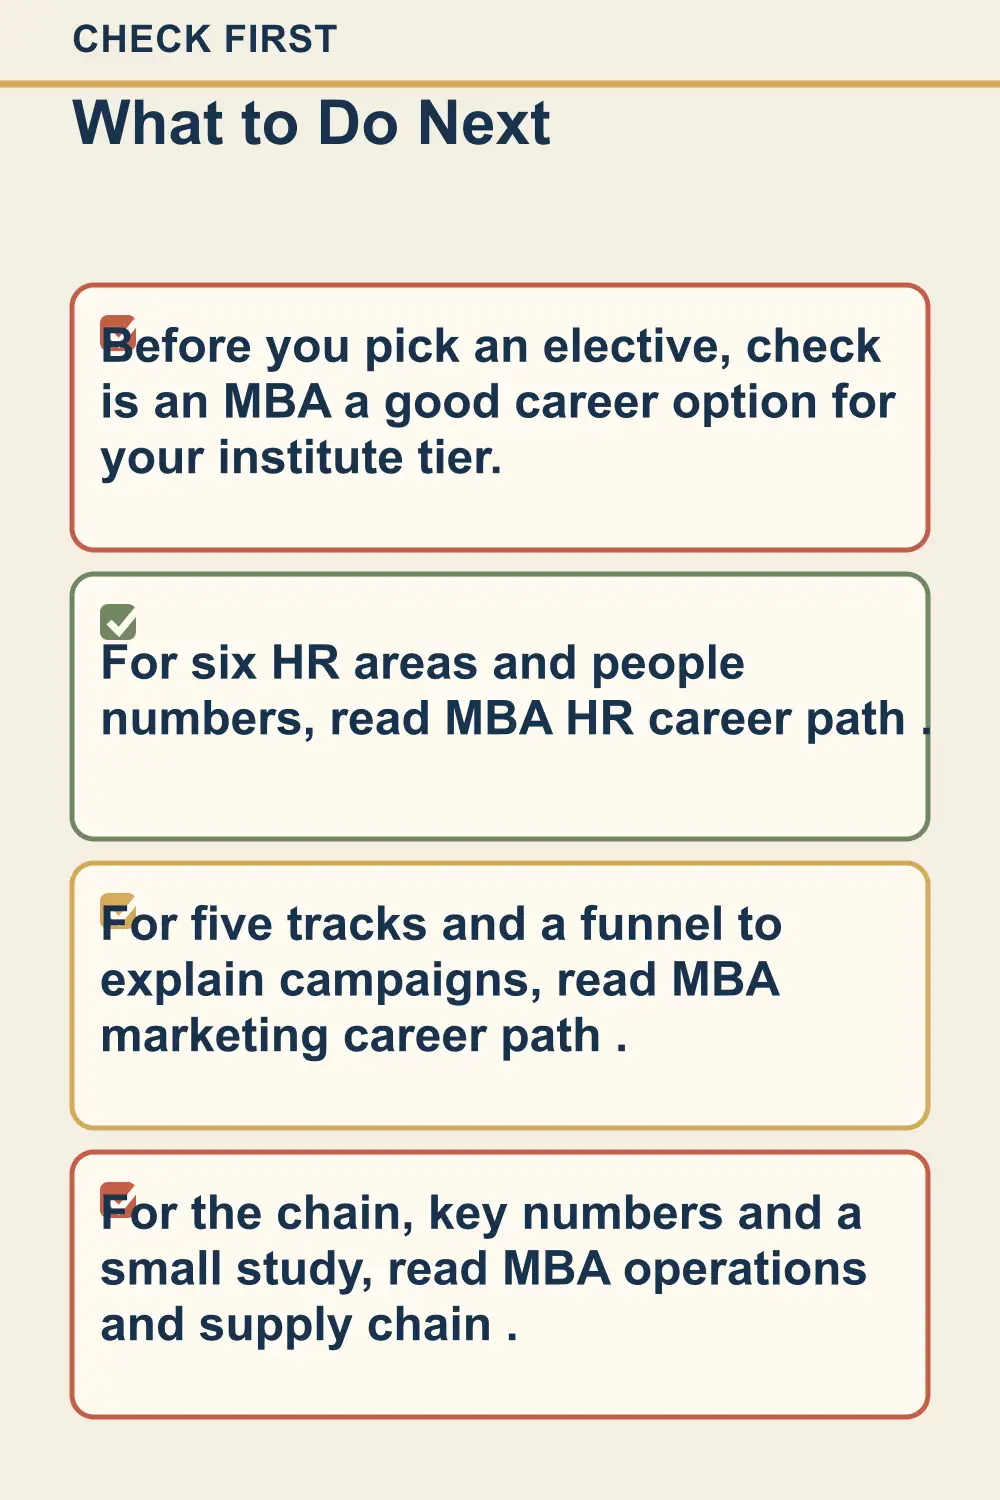 CHECK FIRST
What to Do Next
Before you pick an elective, check
is an MBA a good career option for
your institute tier.
For six HR areas and people
numbers, read MBA HR career path .
For five tracks and a funnel to
explain campaigns, read MBA
marketing career path .
For the chain, key numbers and a
small study, read MBA operations
and supply chain .